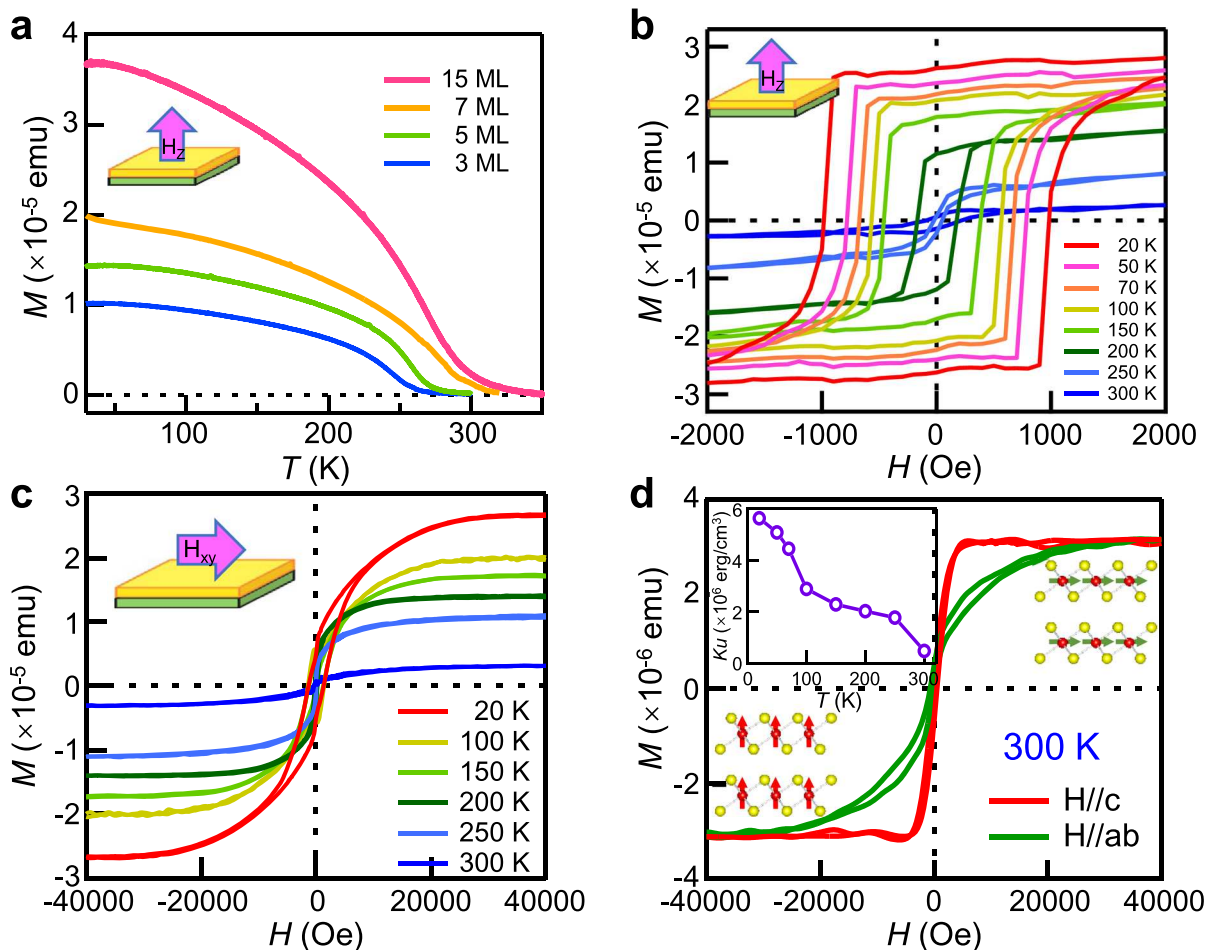 a
4
3
2
1
0
M (×10⁻⁵ emu)
Hz
15 ML
7 ML
5 ML
3 ML
100
200
300
T (K)
b
3
2
1
0
-1
-2
-3
M (×10⁻⁵ emu)
Hz
20 K
50 K
70 K
100 K
150 K
200 K
250 K
300 K
-2000
-1000
0
1000
2000
H (Oe)
c
3
2
1
0
-1
-2
-3
M (×10⁻⁵ emu)
Hxy
20 K
100 K
150 K
200 K
250 K
300 K
-40000
-20000
0
20000
40000
H (Oe)
d
4
2
0
-2
-4
M (×10⁻⁶ emu)
6
4
2
0
Ku (×10⁶ erg/cm³)
0
100
200
300
T (K)
300 K
H//c
H//ab
-40000
-20000
0
20000
40000
H (Oe)